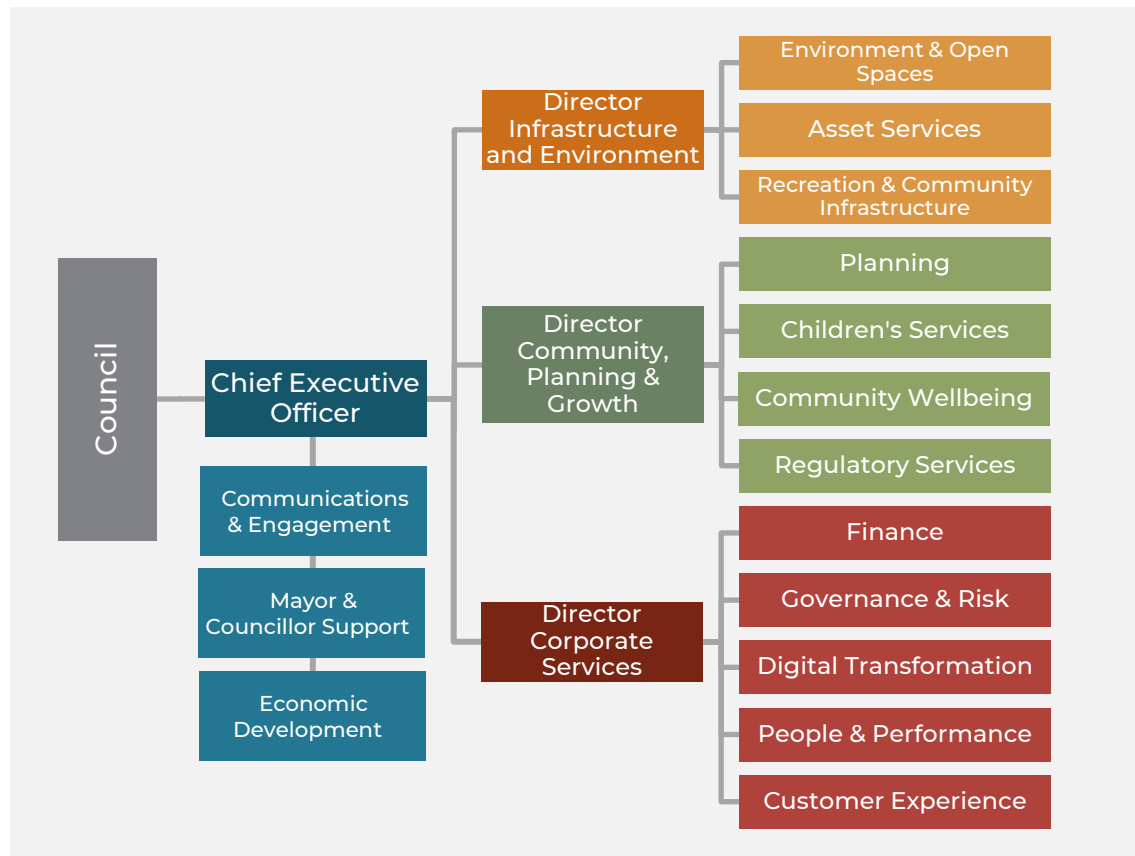 Council
Chief Executive
Officer
Communications
& Engagement
Mayor &
Councillor Support
Economic
Development
Director
Infrastructure
and Environment
Environment & Open
Spaces
Asset Services
Recreation & Community
Infrastructure
Director
Community,
Planning &
Growth
Planning
Children's Services
Community Wellbeing
Regulatory Services
Director
Corporate
Services
Finance
Governance & Risk
Digital Transformation
People & Performance
Customer Experience